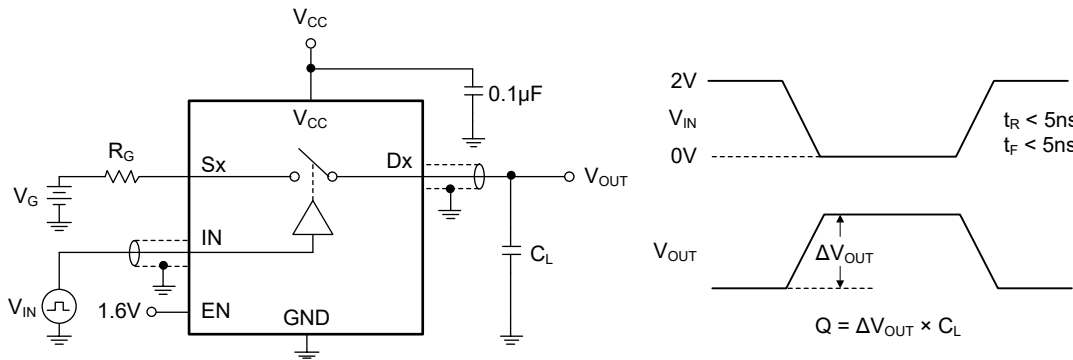 VCC
0.1µF
VCC
RG
Sx
Dx
VOUT
VG
IN
CL
VIN
1.6V
EN
GND
2V
VIN
0V
tR < 5ns
tF < 5ns
VOUT
ΔVOUT
Q = ΔVOUT × CL